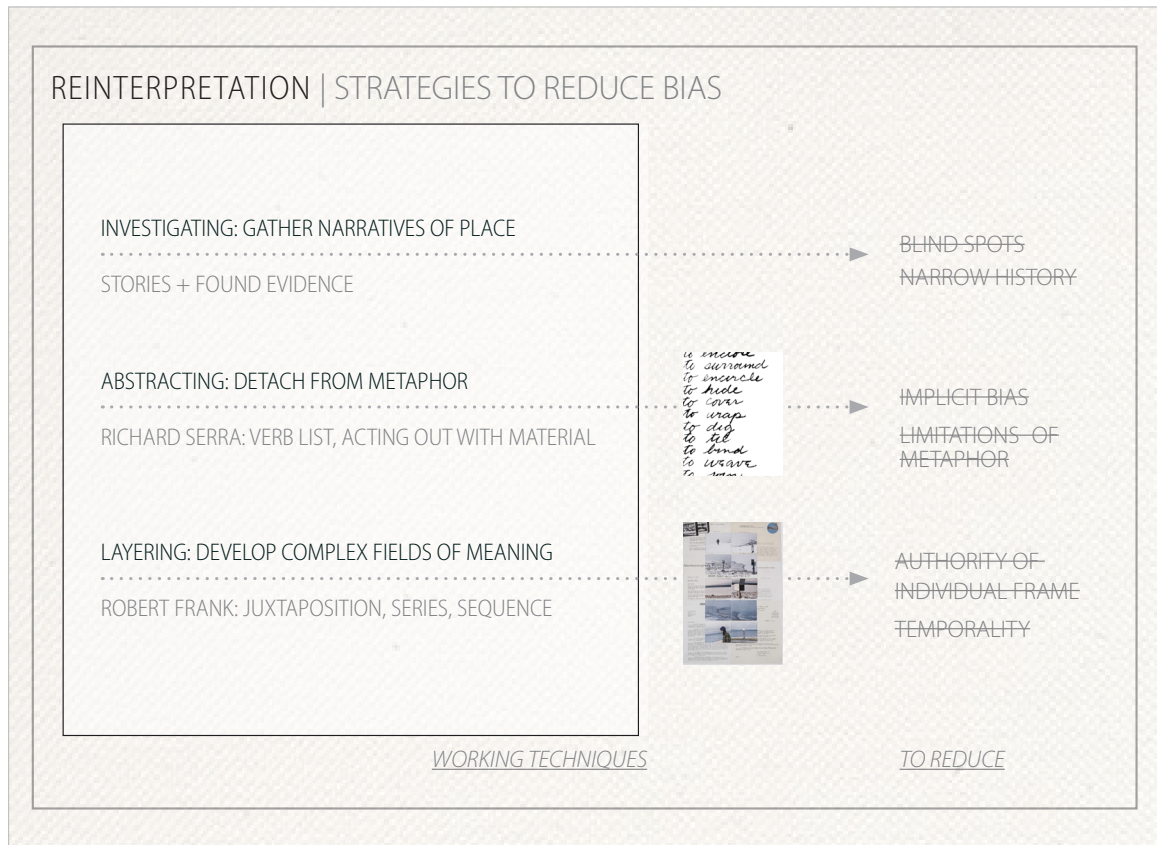 REINTERPRETATION | STRATEGIES TO REDUCE BIAS
INVESTIGATING: GATHER NARRATIVES OF PLACE
STORIES + FOUND EVIDENCE
BLIND SPOTS
NARROW HISTORY
ABSTRACTING: DETACH FROM METAPHOR
RICHARD SERRA: VERB LIST, ACTING OUT WITH MATERIAL
to enclose
to surround
to encircle
to hide
to cover
to wrap
to dig
to tie
to bind
to weave
IMPLICIT BIAS
LIMITATIONS OF
METAPHOR
LAYERING: DEVELOP COMPLEX FIELDS OF MEANING
ROBERT FRANK: JUXTAPOSITION, SERIES, SEQUENCE
AUTHORITY OF
INDIVIDUAL FRAME
TEMPORALITY
WORKING TECHNIQUES
TO REDUCE